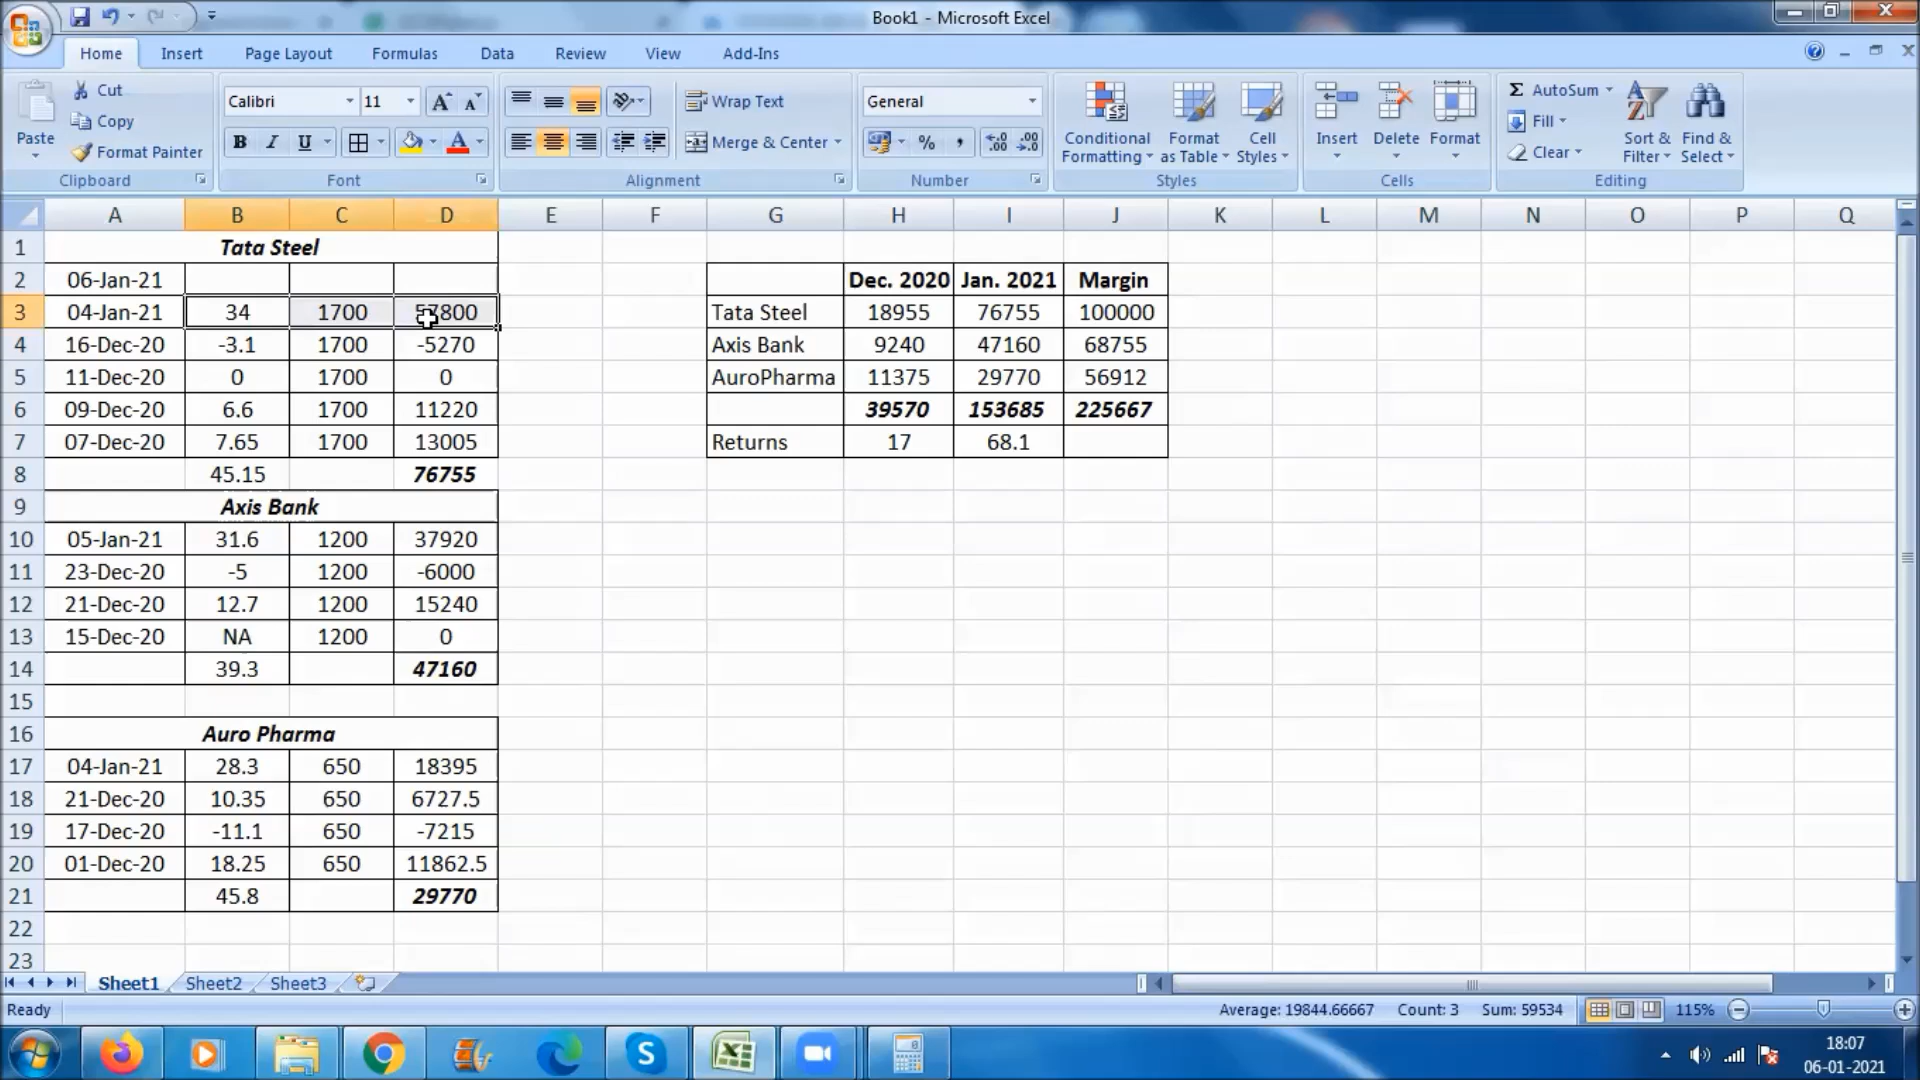 Book1 - Microsoft Excel
Home Insert Page Layout Formulas Data Review View Add-Ins
Paste Cut Copy Format Painter Clipboard
Calibri 11 A A B I U A Font
Wrap Text Merge & Center Alignment
General % , .00 .00 Number
Conditional Formatting Format as Table Cell Styles Styles
Insert Delete Format Cells
Σ AutoSum Fill Clear Sort & Filter Find & Select Editing
A B C D E F G H I J K L M N O P Q
1 Tata Steel
2 06-Jan-21 Dec. 2020 Jan. 2021 Margin
3 04-Jan-21 34 1700 57800 Tata Steel 18955 76755 100000
4 16-Dec-20 -3.1 1700 -5270 Axis Bank 9240 47160 68755
5 11-Dec-20 0 1700 0 AuroPharma 11375 29770 56912
6 09-Dec-20 6.6 1700 11220 39570 153685 225667
7 07-Dec-20 7.65 1700 13005 Returns 17 68.1
8 45.15 76755
9 Axis Bank
10 05-Jan-21 31.6 1200 37920
11 23-Dec-20 -5 1200 -6000
12 21-Dec-20 12.7 1200 15240
13 15-Dec-20 NA 1200 0
14 39.3 47160
15
16 Auro Pharma
17 04-Jan-21 28.3 650 18395
18 21-Dec-20 10.35 650 6727.5
19 17-Dec-20 -11.1 650 -7215
20 01-Dec-20 18.25 650 11862.5
21 45.8 29770
22
23
Sheet1 Sheet2 Sheet3
Ready Average: 19844.66667 Count: 3 Sum: 59534 115%
18:07
06-01-2021